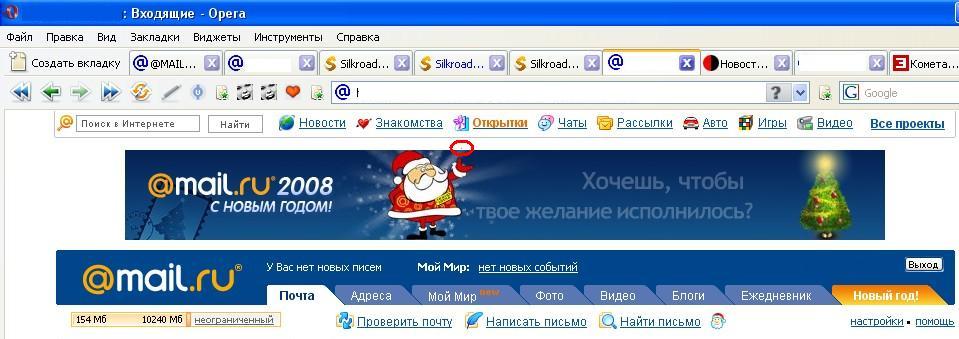 : Входящие - Opera
Файл Правка Вид Закладки Виджеты Инструменты Справка
Создать вкладку @MAIL... Silkroad... Silkroad... Silkroad... Новост... Комета...
Google
Поиск в Интернете Найти Новости Знакомства Открытки Чаты Рассылки Авто Игры Видео Все проекты
@mail.ru® 2008
С НОВЫМ ГОДОМ!
Хочешь, чтобы
твое желание исполнилось?
@mail.ru®
У Вас нет новых писем Мой Мир: нет новых событий Выход
Почта Адреса Мой Мир new Фото Видео Блоги Ежедневник Новый год!
154 Мб 10240 Мб неограниченный Проверить почту Написать письмо Найти письмо настройки ▪ помощь